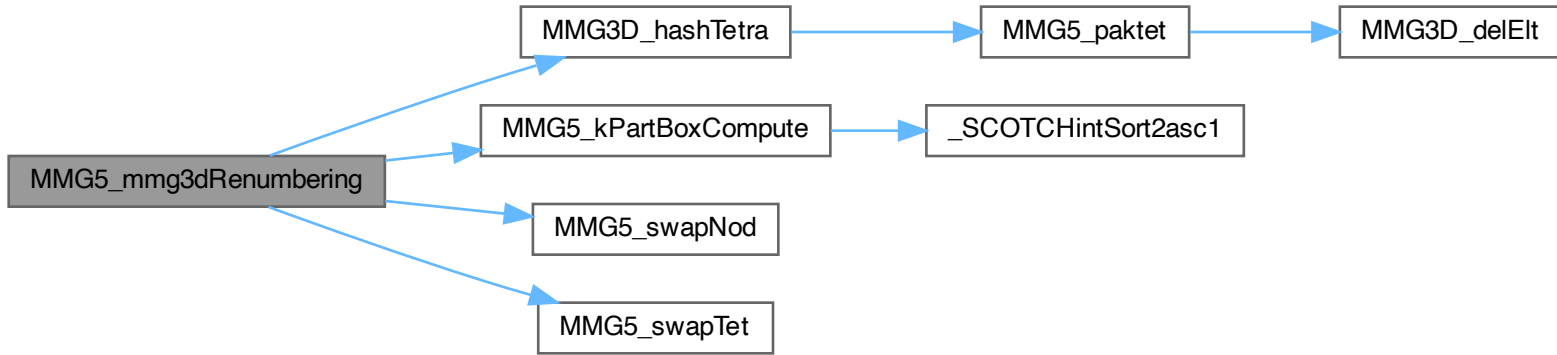 MMG3D_hashTetra
MMG5_paktet
MMG3D_delElt
MMG5_kPartBoxCompute
_SCOTCHintSort2asc1
MMG5_mmg3dRenumbering
MMG5_swapNod
MMG5_swapTet